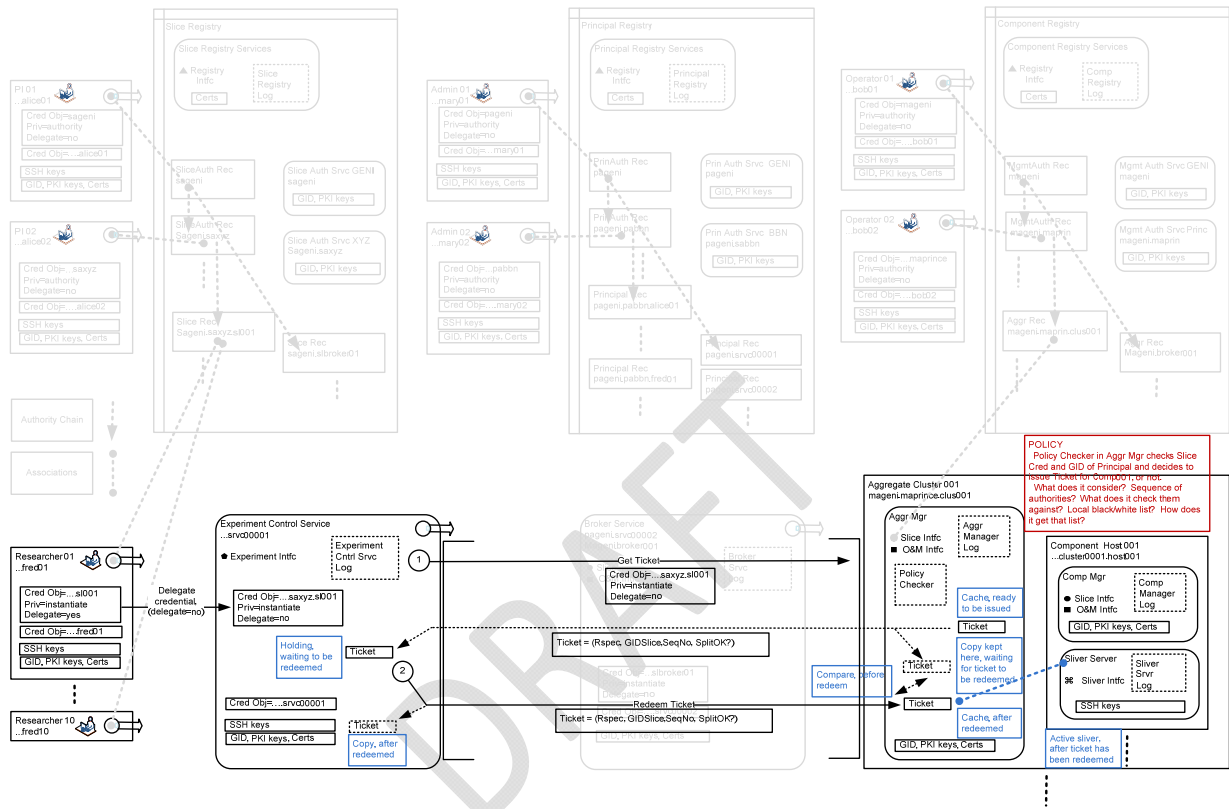 Slice Registry
Slice Registry Services
Registry
Intfc
Certs
Slice
Registry
Log
PI 01
...alice01
Cred Obj=sageni
Priv=authority
Delegate=no
Cred Obj=....alice01
SSH keys
GID, PKI keys, Certs
SliceAuth Rec
sageni
Slice Auth Srvc GENI
sageni
GID, PKI keys
PI 02
...alice02
Cred Obj=...saxyz
Priv=authority
Delegate=no
Cred Obj=....alice02
SSH keys
GID, PKI keys, Certs
SliceAuth Rec
Sageni.saxyz
Slice Auth Srvc XYZ
Sageni.saxyz
GID, PKI keys
Slice Rec
Sageni.saxyz.sl001
Slice Rec
sageni.slbroker01
Authority Chain
Associations
Principal Registry
Principal Registry Services
Registry
Intfc
Certs
Principal
Registry
Log
Admin 01
...mary01
Cred Obj=pageni
Priv=authority
Delegate=no
Cred Obj=....mary01
SSH keys
GID, PKI keys, Certs
PrinAuth Rec
pageni
Prin Auth Srvc GENI
pageni
GID, PKI keys
Admin 02
...mary02
Cred Obj=...pabbn
Priv=authority
Delegate=no
Cred Obj=....mary02
SSH keys
GID, PKI keys, Certs
PrinAuth Rec
pageni.pabbn
Prin Auth Srvc BBN
pageni.sabbn
GID, PKI keys
Principal Rec
pageni.pabbn.alice01
Principal Rec
pageni.pabbn.fred01
Principal Rec
pageni.srvc00001
Principal Rec
pageni.srvc00002
Component Registry
Component Registry Services
Registry
Intfc
Certs
Comp
Registry
Log
Operator 01
...bob01
Cred Obj=mageni
Priv=authority
Delegate=no
Cred Obj=....bob01
SSH keys
GID, PKI keys, Certs
MgmtAuth Rec
mageni
Mgmt Auth Srvc GENI
mageni
GID, PKI keys
Operator 02
...bob02
Cred Obj=...maprince
Priv=authority
Delegate=no
Cred Obj=....bob02
SSH keys
GID, PKI keys, Certs
MgmtAuth Rec
mageni.maprin
Mgmt Auth Srvc Princ
mageni.maprin
GID, PKI keys
Aggr Rec
mageni.maprin.clus001
Aggr Rec
Mageni.broker001
POLICY
Policy Checker in Aggr Mgr checks Slice
Cred and GID of Principal and decides to
issue Ticket for Comp001, or not.
What does it consider? Sequence of
authorities? What does it check them
against? Local black/white list? How does
it get that list?
Researcher 01
...fred01
Cred Obj=...sl001
Priv=instantiate
Delegate=yes
Cred Obj=....fred01
SSH keys
GID, PKI keys, Certs
Researcher 10
...fred10
Delegate
credential,
(delegate=no)
Experiment Control Service
...srvc00001
Experiment Intfc
Experiment
Cntrl Srvc
Log
1
Cred Obj=...saxyz.sl001
Priv=instantiate
Delegate=no
Holding,
waiting to be
redeemed
Ticket
2
Cred Obj=....srvc00001
SSH keys
GID, PKI keys, Certs
Ticket
Copy, after
redeemed
Broker Service
pageni.srvc00002
Mageni.broker001
Broker
Srvc
Log
Get Ticket
Cred Obj=...saxyz.sl001
Priv=instantiate
Delegate=no
Ticket = (Rspec, GIDSlice,SeqNo, SplitOK?)
Cred Obj=...slbroker01
Delegate=no
Redeem Ticket
Ticket = (Rspec, GIDSlice,SeqNo, SplitOK?)
GID, PKI keys, Certs
DRAFT
Aggregate Cluster 001
mageni.maprince.clus001
Aggr Mgr
Slice Intfc
O&M Intfc
Aggr
Manager
Log
Policy
Checker
Cache, ready
to be issued
Ticket
Copy kept
here, waiting
for ticket to
be redeemed
Ticket
Compare, before
redeem
Ticket
Cache, after
redeemed
GID, PKI keys, Certs
Component Host001
...cluster0001.host001
Comp Mgr
Slice Intfc
O&M Intfc
Comp
Manager
Log
GID, PKI keys, Certs
Sliver Server
Sliver Intfc
Sliver
Srvr
Log
SSH keys
Active sliver,
after ticket has
been redeemed